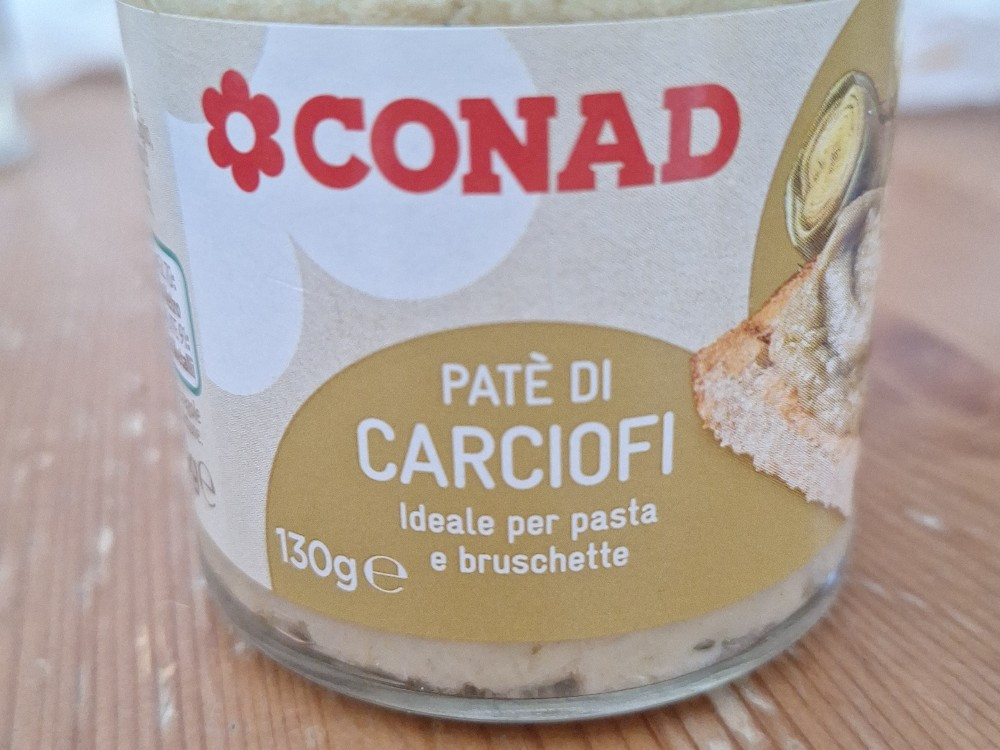 CONAD
PATÈ DI
CARCIOFI
Ideale per pasta
e bruschette
130g e